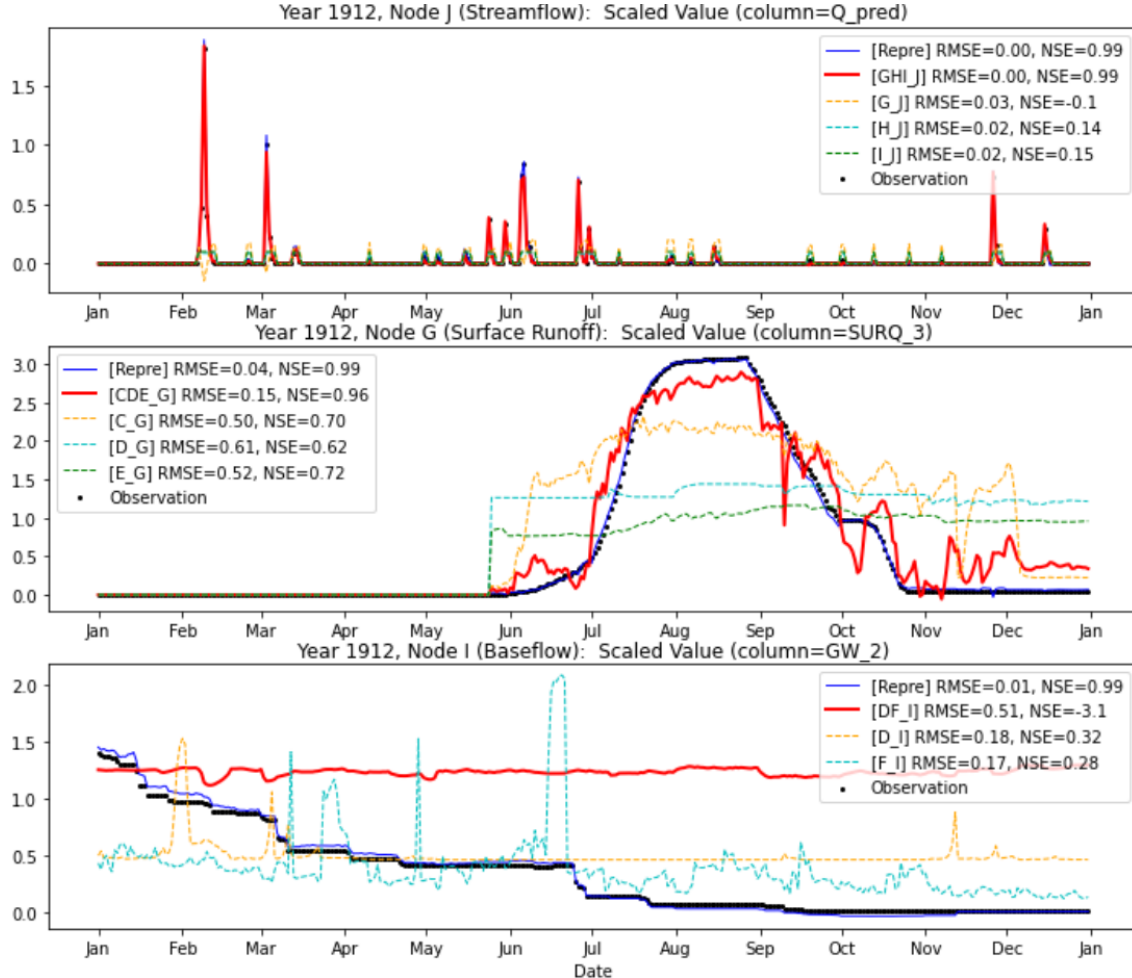 Year 1912, Node J (Streamflow): Scaled Value (column=Q_pred)
[Repre] RMSE=0.00, NSE=0.99
[GHI_J] RMSE=0.00, NSE=0.99
[G_J] RMSE=0.03, NSE=-0.1
[H_J] RMSE=0.02, NSE=0.14
[I_J] RMSE=0.02, NSE=0.15
Observation
1.5
1.0
0.5
0.0
Jan Feb Mar Apr May Jun Jul Aug Sep Oct Nov Dec Jan
Year 1912, Node G (Surface Runoff): Scaled Value (column=SURQ_3)
[Repre] RMSE=0.04, NSE=0.99
[CDE_G] RMSE=0.15, NSE=0.96
[C_G] RMSE=0.50, NSE=0.70
[D_G] RMSE=0.61, NSE=0.62
[E_G] RMSE=0.52, NSE=0.72
Observation
3.0
2.5
2.0
1.5
1.0
0.5
0.0
Jan Feb Mar Apr May Jun Jul Aug Sep Oct Nov Dec Jan
Year 1912, Node I (Baseflow): Scaled Value (column=GW_2)
[Repre] RMSE=0.01, NSE=0.99
[DF_I] RMSE=0.51, NSE=-3.1
[D_I] RMSE=0.18, NSE=0.32
[F_I] RMSE=0.17, NSE=0.28
Observation
2.0
1.5
1.0
0.5
0.0
Jan Feb Mar Apr May Jun Jul Aug Sep Oct Nov Dec Jan
Date